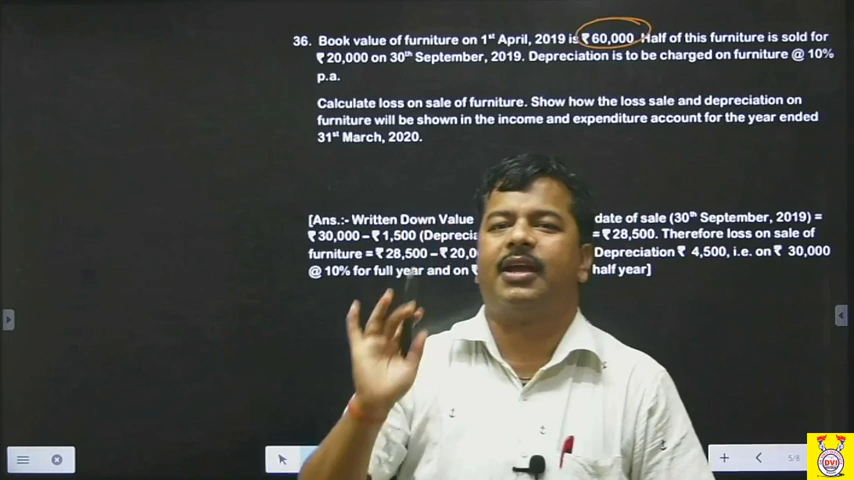 36. Book value of furniture on 1st April, 2019 is ₹ 60,000. Half of this furniture is sold for
₹ 20,000 on 30th September, 2019. Depreciation is to be charged on furniture @ 10%
p.a.
Calculate loss on sale of furniture. Show how the loss sale and depreciation on
furniture will be shown in the income and expenditure account for the year ended
31st March, 2020.
[Ans.:- Written Down Value date of sale (30th September, 2019) =
₹ 30,000 – ₹ 1,500 = ₹ 28,500. Therefore loss on sale of
furniture = ₹ 28,500 – Depreciation ₹ 4,500, i.e. on ₹ 30,000
@ 10% for full year and on half year]
5/8
DVI